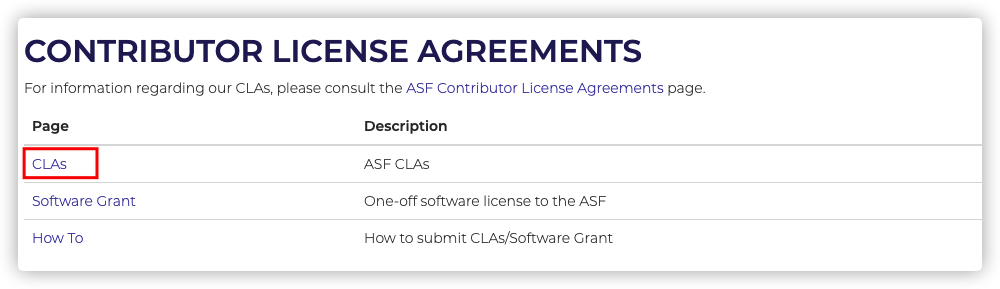 CONTRIBUTOR LICENSE AGREEMENTS
For information regarding our CLAs, please consult the ASF Contributor License Agreements page.
Page Description
CLAs ASF CLAs
Software Grant One-off software license to the ASF
How To How to submit CLAs/Software Grant